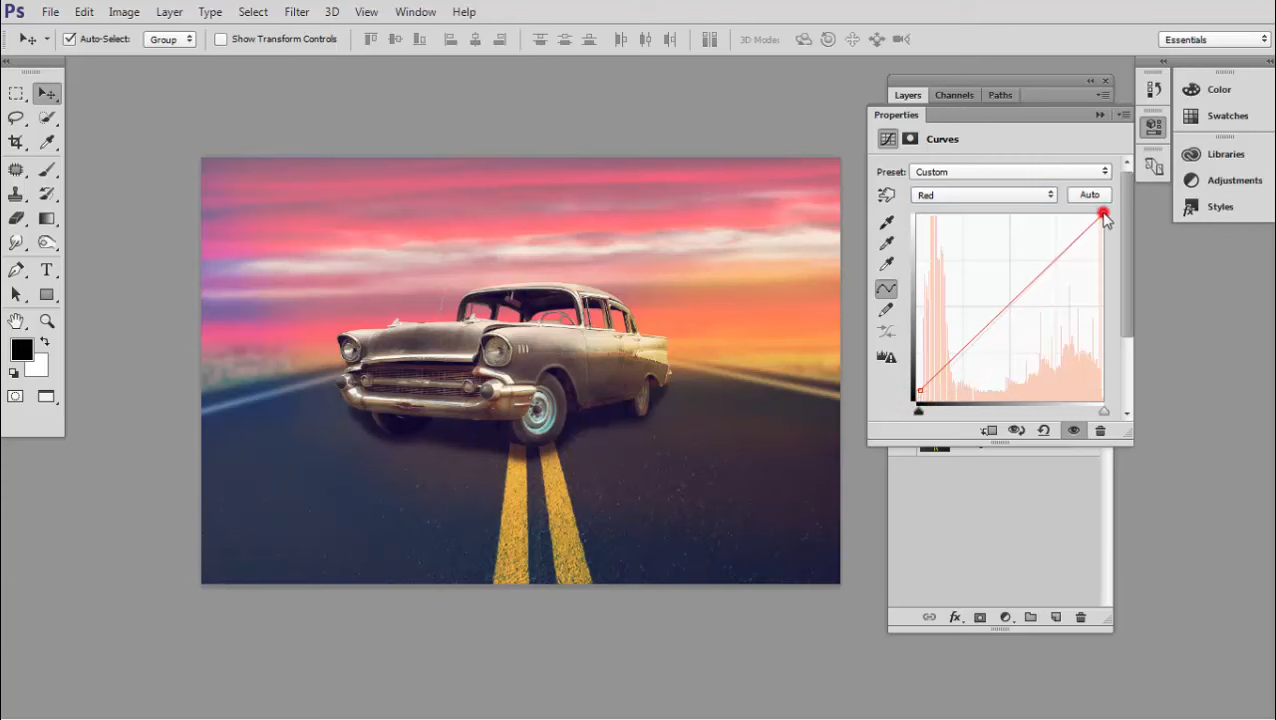 Ps File Edit Image Layer Type Select Filter 3D View Window Help
Auto-Select: Group Show Transform Controls 3D Mode: Essentials
Layers Channels Paths
Properties
Curves
Preset: Custom
Red Auto
Color
Swatches
Libraries
Adjustments
Styles
T
fx